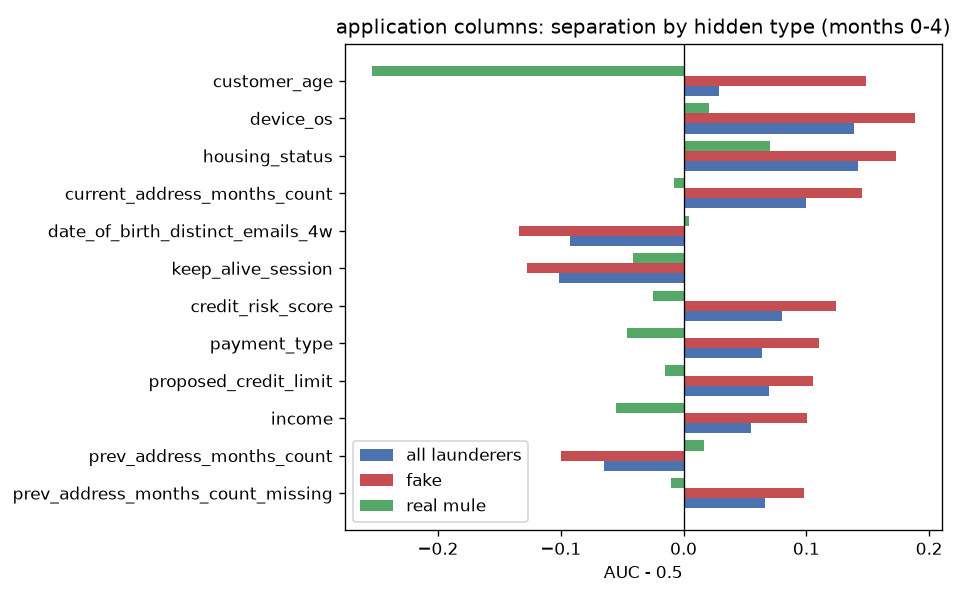 application columns: separation by hidden type (months 0-4)
customer_age
device_os
housing_status
current_address_months_count
date_of_birth_distinct_emails_4w
keep_alive_session
credit_risk_score
payment_type
proposed_credit_limit
income
prev_address_months_count
prev_address_months_count_missing
all launderers
fake
real mule
−0.2 −0.1 0.0 0.1 0.2
AUC - 0.5